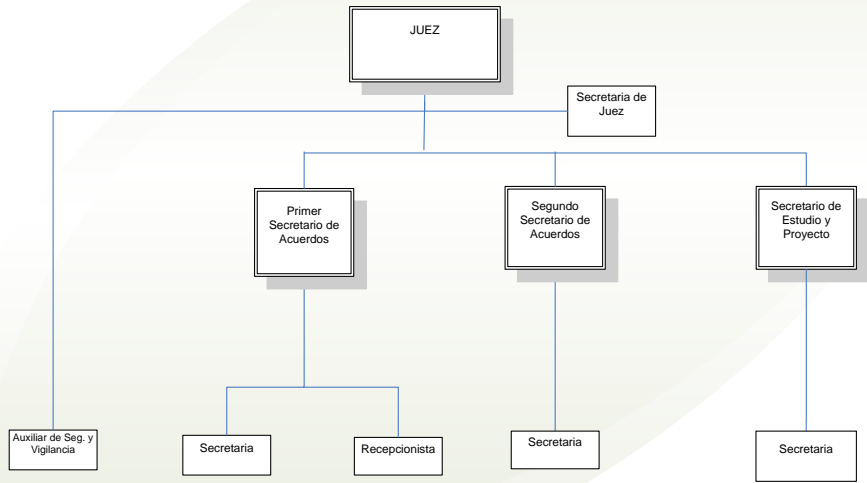 JUEZ
Secretaria de
Juez
Primer
Secretario de
Acuerdos
Segundo
Secretario de
Acuerdos
Secretario de
Estudio y
Proyecto
Auxiliar de Seg. y
Vigilancia
Secretaria
Recepcionista
Secretaria
Secretaria